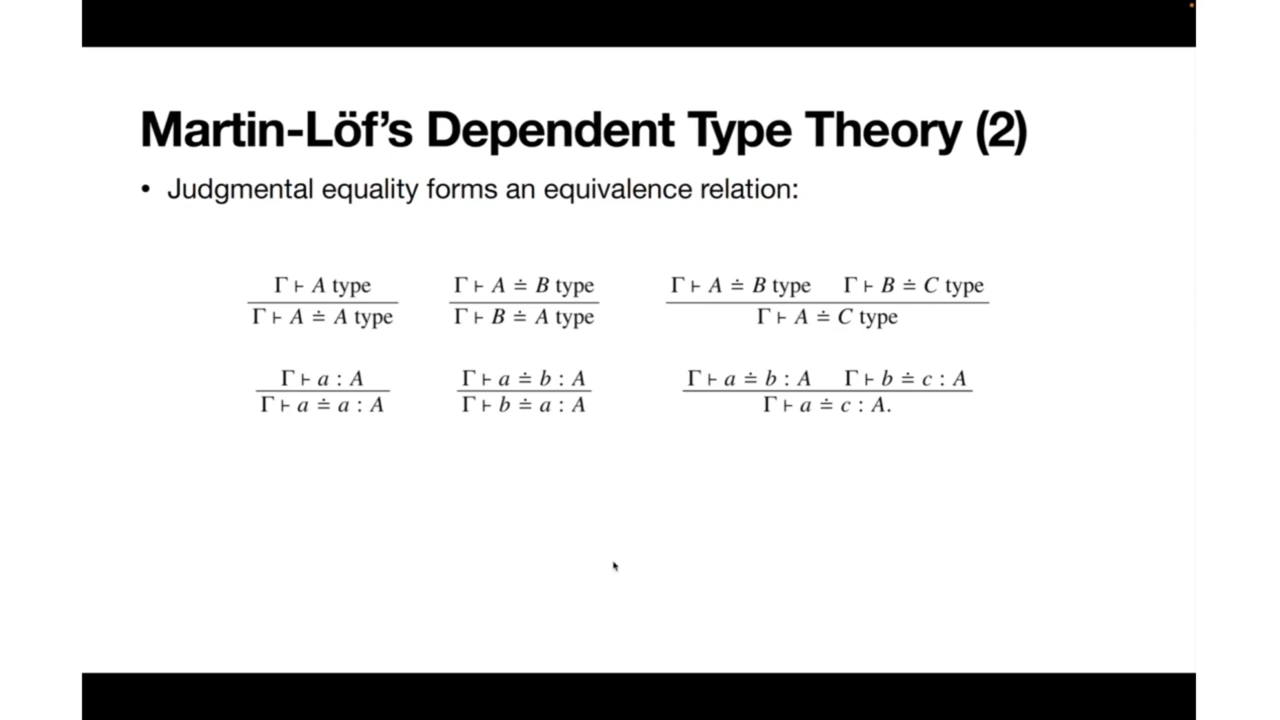 Martin-Löf’s Dependent Type Theory (2)
• Judgmental equality forms an equivalence relation:
Γ ⊢ A type    Γ ⊢ A ≐ B type    Γ ⊢ A ≐ B type    Γ ⊢ B ≐ C type
Γ ⊢ A ≐ A type    Γ ⊢ B ≐ A type    Γ ⊢ A ≐ C type
Γ ⊢ a : A    Γ ⊢ a ≐ b : A    Γ ⊢ a ≐ b : A    Γ ⊢ b ≐ c : A
Γ ⊢ a ≐ a : A    Γ ⊢ b ≐ a : A    Γ ⊢ a ≐ c : A.